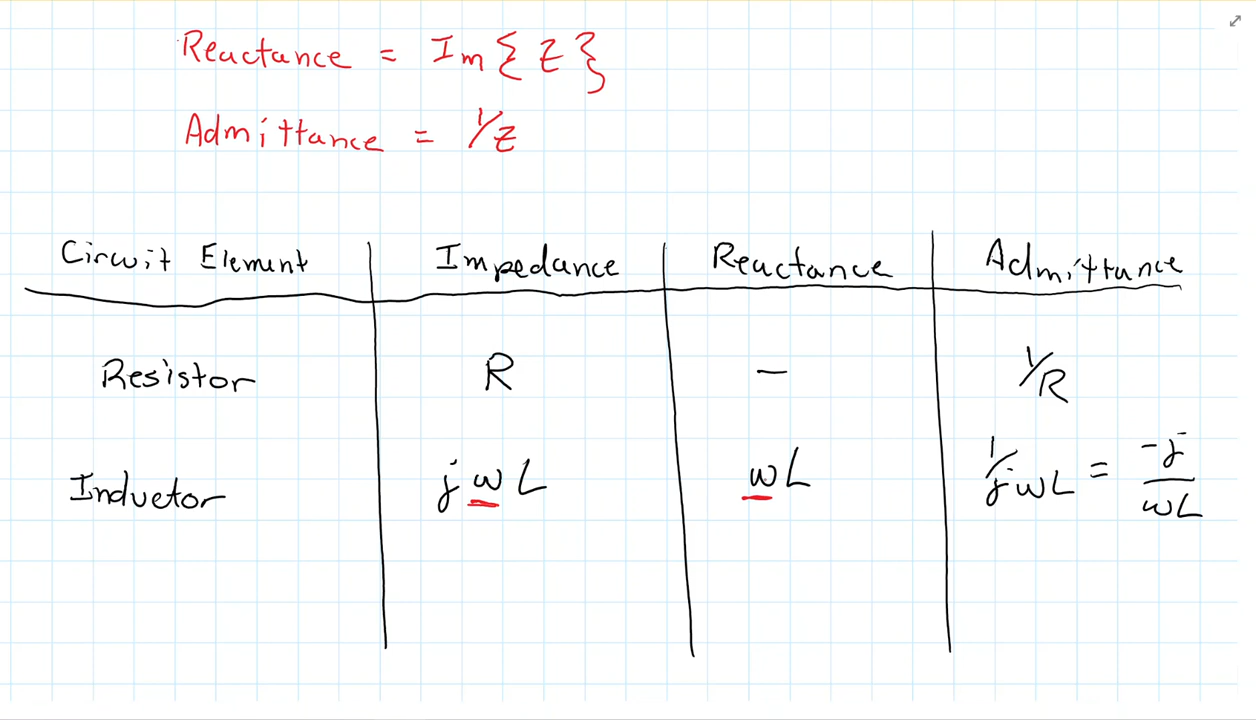 Reactance = Im{Z}
Admittance = 1/Z
Circuit Element Impedance Reactance Admittance
Resistor R – 1/R
Inductor jωL ωL 1/jωL = -j/ωL